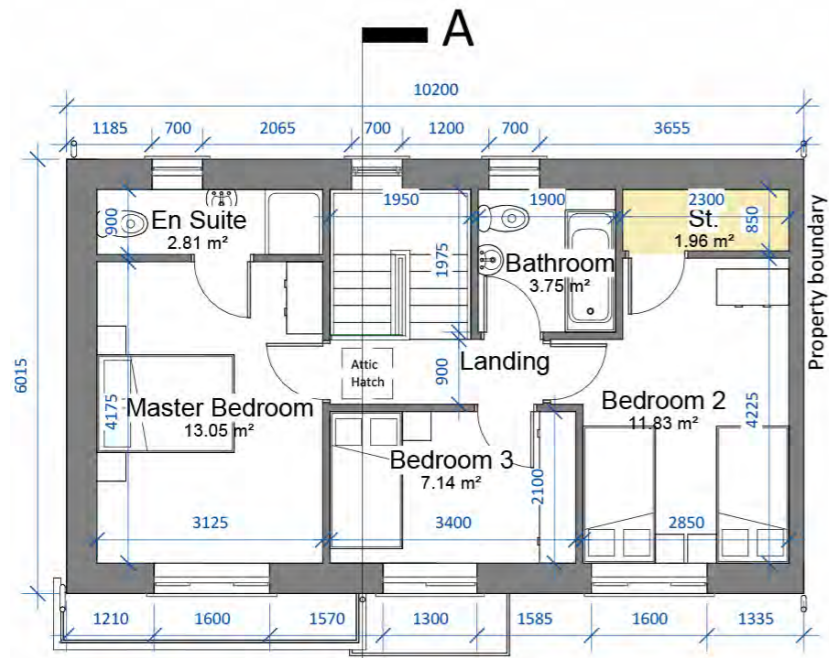 A
10200
1185
700
2065
700
1200
700
3655
1950
1900
2300
900
En Suite
2.81 m²
1975
Bathroom
3.75 m²
St.
1.96 m²
850
Property boundary
6015
4175
Master Bedroom
13.05 m²
Attic
Hatch
Landing
900
Bedroom 2
11.83 m²
4225
Bedroom 3
7.14 m²
2100
3125
3400
2850
1210
1600
1570
1300
1585
1600
1335